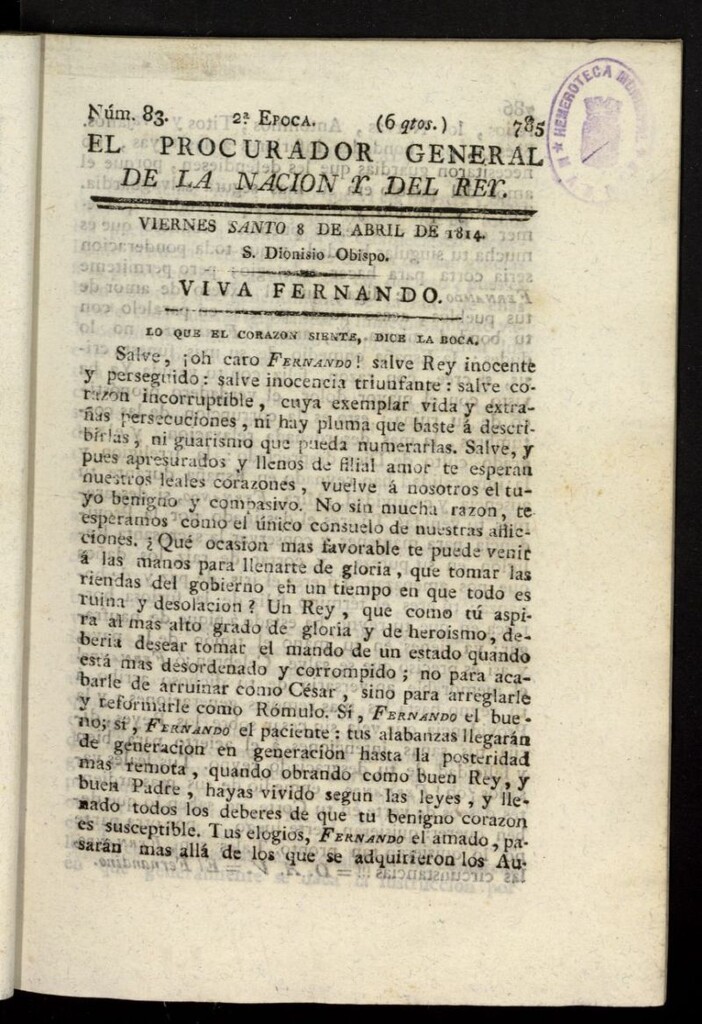 Núm. 83. 2.ª EPOCA. (6 qtos.) 785
EL PROCURADOR GENERAL
DE LA NACION Y DEL REY.
VIERNES SANTO 8 DE ABRIL DE 1814.
S. Dionisio Obispo.
VIVA FERNANDO.
LO QUE EL CORAZON SIENTE, DICE LA BOCA.
Salve, ¡oh caro FERNANDO! salve Rey inocente
y perseguido: salve inocencia triunfante: salve co-
razon incorruptible, cuya exemplar vida y extra-
ñas persecuciones, ni hay pluma que baste á descri-
birlas, ni guarismo que pueda numerarlas. Salve, y
pues apresurados y llenos de filial amor te esperan
nuestros leales corazones, vuelve á nosotros el tu-
yo benigno y compasivo. No sin mucha razon, te
esperamos como el único consuelo de nuestras aflic-
ciones. ¿Qué ocasion mas favorable te puede venir
á las manos para llenarte de gloria, que tomar las
riendas del gobierno en un tiempo en que todo es
ruina y desolacion? Un Rey, que como tú aspi-
ra al mas alto grado de gloria y de heroismo, de-
beria desear tomar el mando de un estado quando
está mas desordenado y corrompido; no para aca-
barle de arruinar como César, sino para arreglarle
y reformarle como Rómulo. Sí, FERNANDO el bue-
no; sí, FERNANDO el paciente: tus alabanzas llegarán
de generacion en generacion hasta la posteridad
mas remota, quando obrando como buen Rey, y
buen Padre, hayas vivido segun las leyes, y lle-
nado todos los deberes de que tu benigno corazon
es susceptible. Tus elogios, FERNANDO el amado, pa-
sarán mas allá de los que se adquirieron los Au-
HEMEROTECA